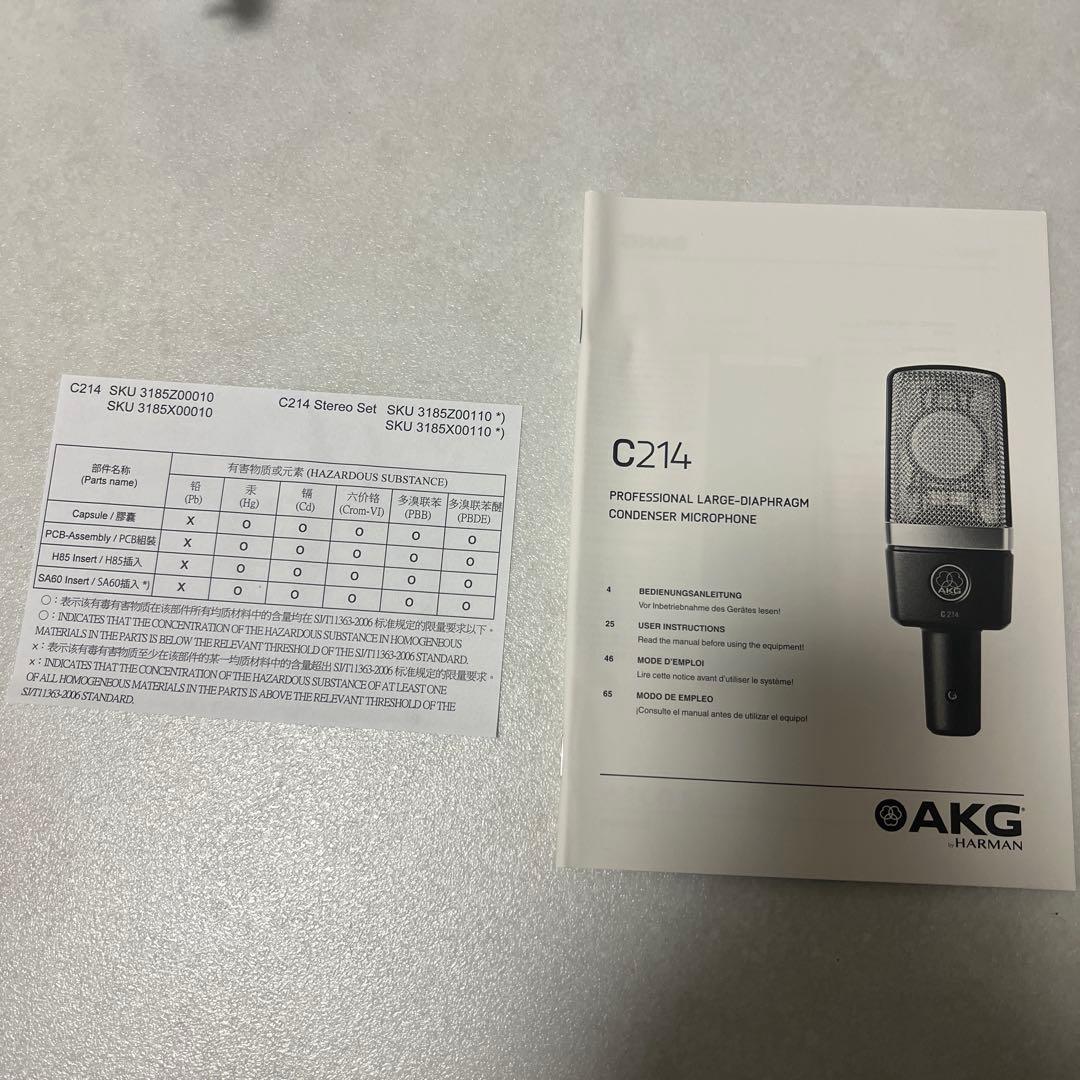 C214 SKU 3185Z00010
SKU 3185X00010
C214 Stereo Set SKU 3185Z00110 *)
SKU 3185X00110 *)
部件名称
(Parts name)
有害物质或元素 (HAZARDOUS SUBSTANCE)
铅
(Pb)
汞
(Hg)
镉
(Cd)
六价铬
(Crom-VI)
多溴联苯
(PBB)
多溴联苯醚
(PBDE)
Capsule / 膠囊 X O O O O O
PCB-Assembly / PCB組裝 X O O O O O
H85 Insert / H85插入 X O O O O O
SA60 Insert / SA60插入 *) X O O O O O
○：表示该有毒有害物质在该部件所有均质材料中的含量均在 SJ/T11363-2006 标准规定的限量要求以下。
○：INDICATES THAT THE CONCENTRATION OF THE HAZARDOUS SUBSTANCE IN HOMOGENEOUS
MATERIALS IN THE PARTS IS BELOW THE RELEVANT THRESHOLD OF THE SJ/T11363-2006 STANDARD.
x：表示该有毒有害物质至少在该部件的某一均质材料中的含量超出 SJ/T11363-2006 标准规定的限量要求。
x：INDICATES THAT THE CONCENTRATION OF THE HAZARDOUS SUBSTANCE OF AT LEAST ONE
OF ALL HOMOGENEOUS MATERIALS IN THE PARTS IS ABOVE THE RELEVANT THRESHOLD OF THE
SJ/T11363-2006 STANDARD.
C214
PROFESSIONAL LARGE-DIAPHRAGM
CONDENSER MICROPHONE
4 BEDIENUNGSANLEITUNG
Vor Inbetriebnahme des Gerätes lesen!
25 USER INSTRUCTIONS
Read the manual before using the equipment!
46 MODE D'EMPLOI
Lire cette notice avant d'utiliser le système!
65 MODO DE EMPLEO
¡Consulte el manual antes de utilizar el equipo!
AKG
C 214
AKG®
by HARMAN